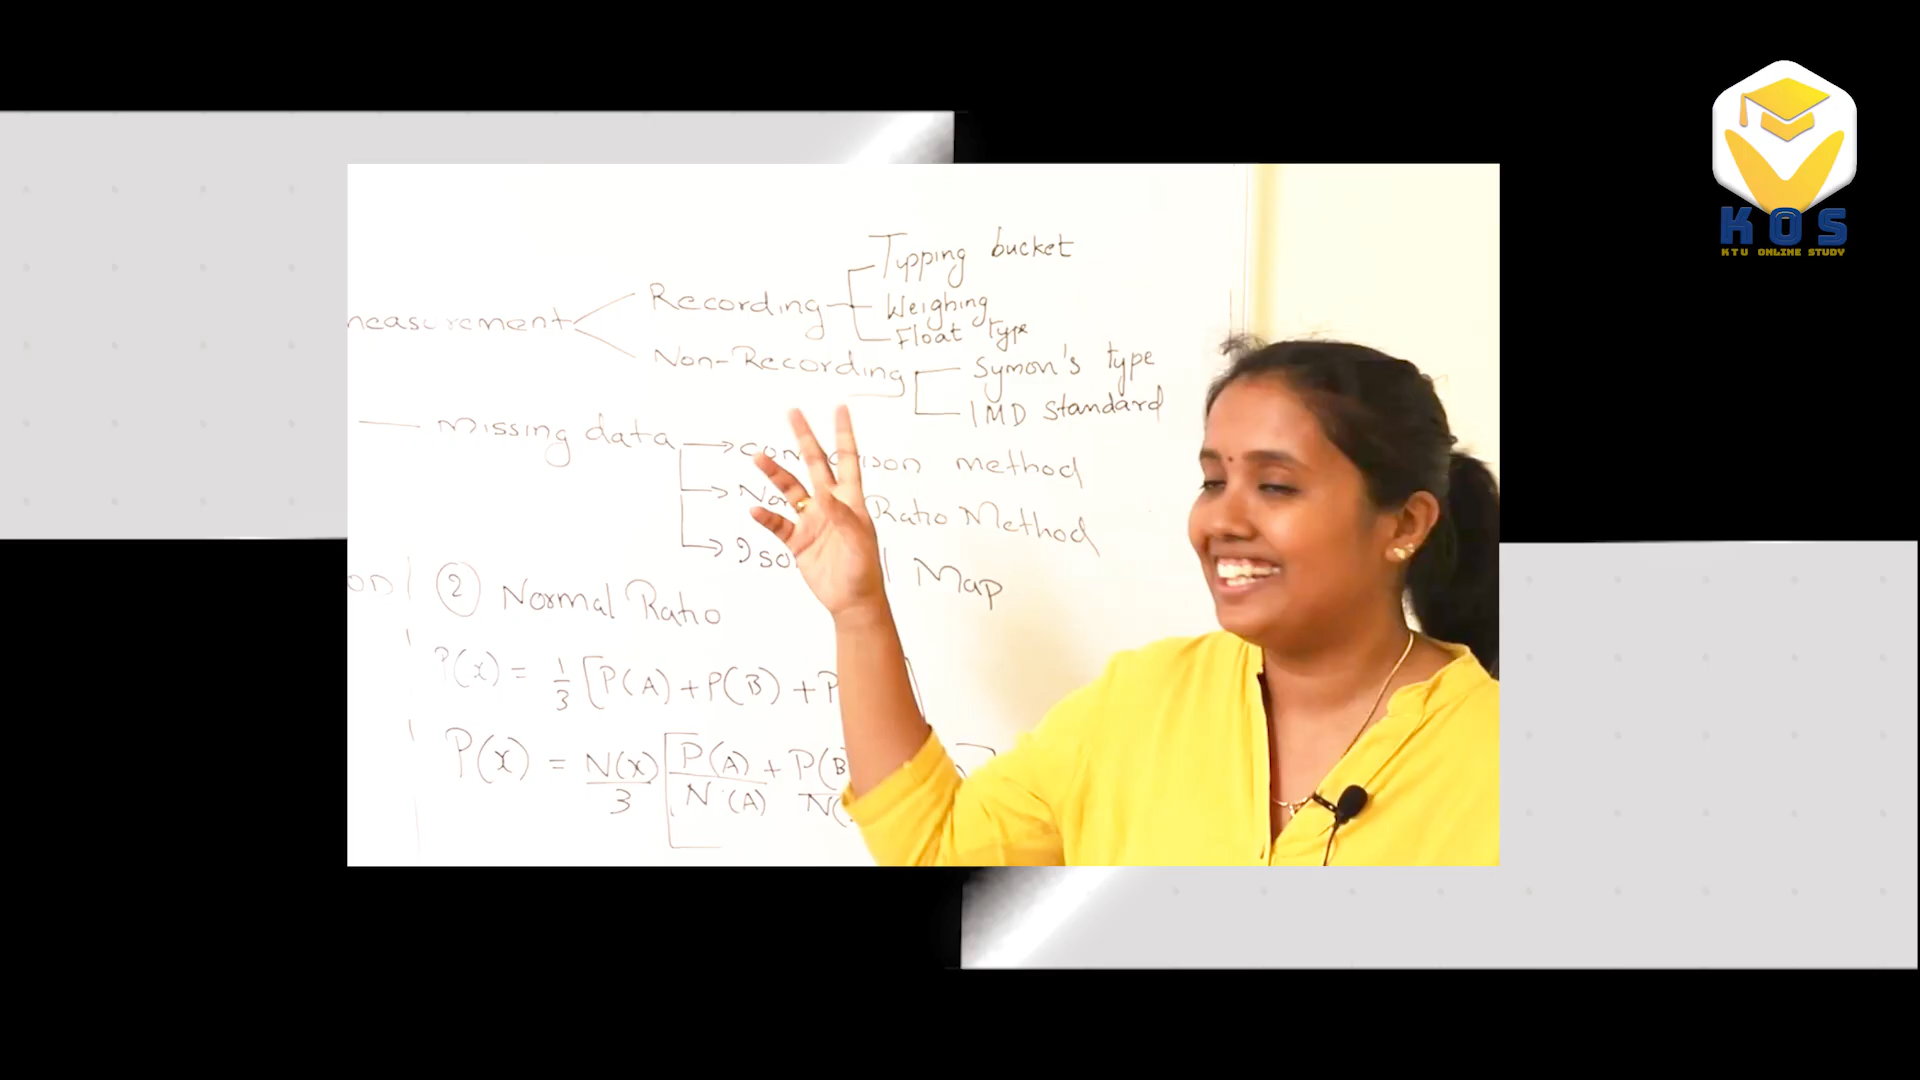 KOS
KTU ONLINE STUDY
Tipping bucket
Recording
Weighing
Float type
Non-Recording
Symon's type
IMD Standard
Missing data
method
Ratio Method
Map
2 Normal Ratio
P(x) = 1/3 [P(A) + P(B) + P
P(x) = N(x)/3 [P(A)/N(A) + P(B